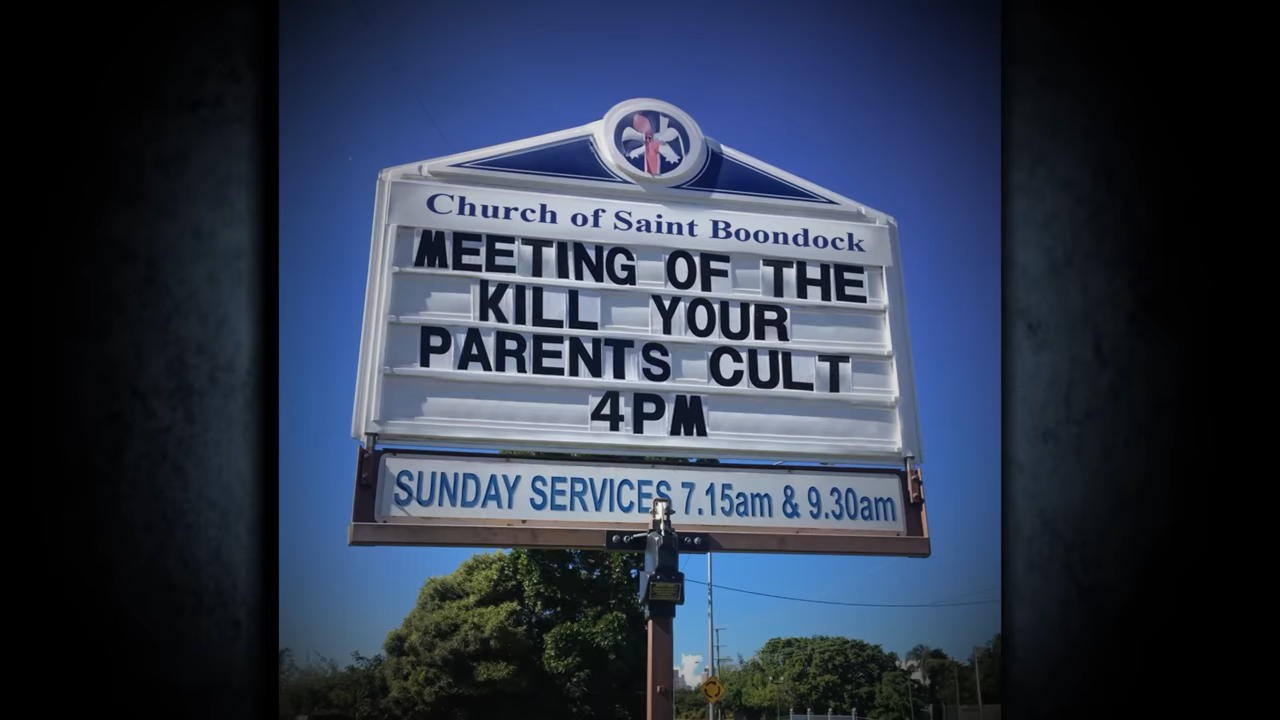 Church of Saint Boondock
MEETING OF THE
KILL YOUR
PARENTS CULT
4PM
SUNDAY SERVICES 7.15am & 9.30am